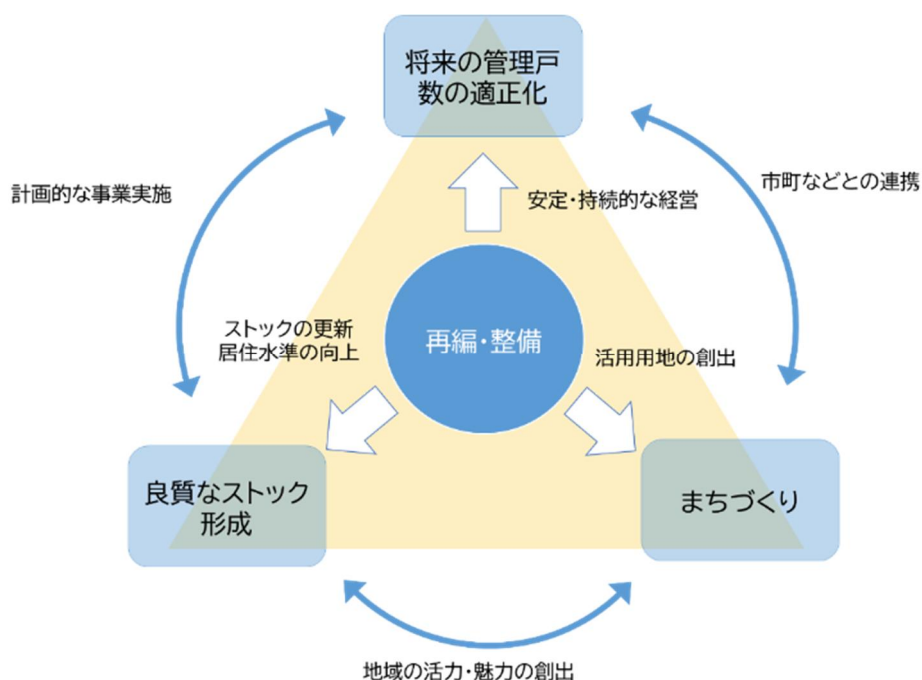 将来の管理戸
数の適正化
計画的な事業実施
市町などとの連携
安定・持続的な経営
ストックの更新
居住水準の向上
再編・整備
活用用地の創出
良質なストック
形成
まちづくり
地域の活力・魅力の創出